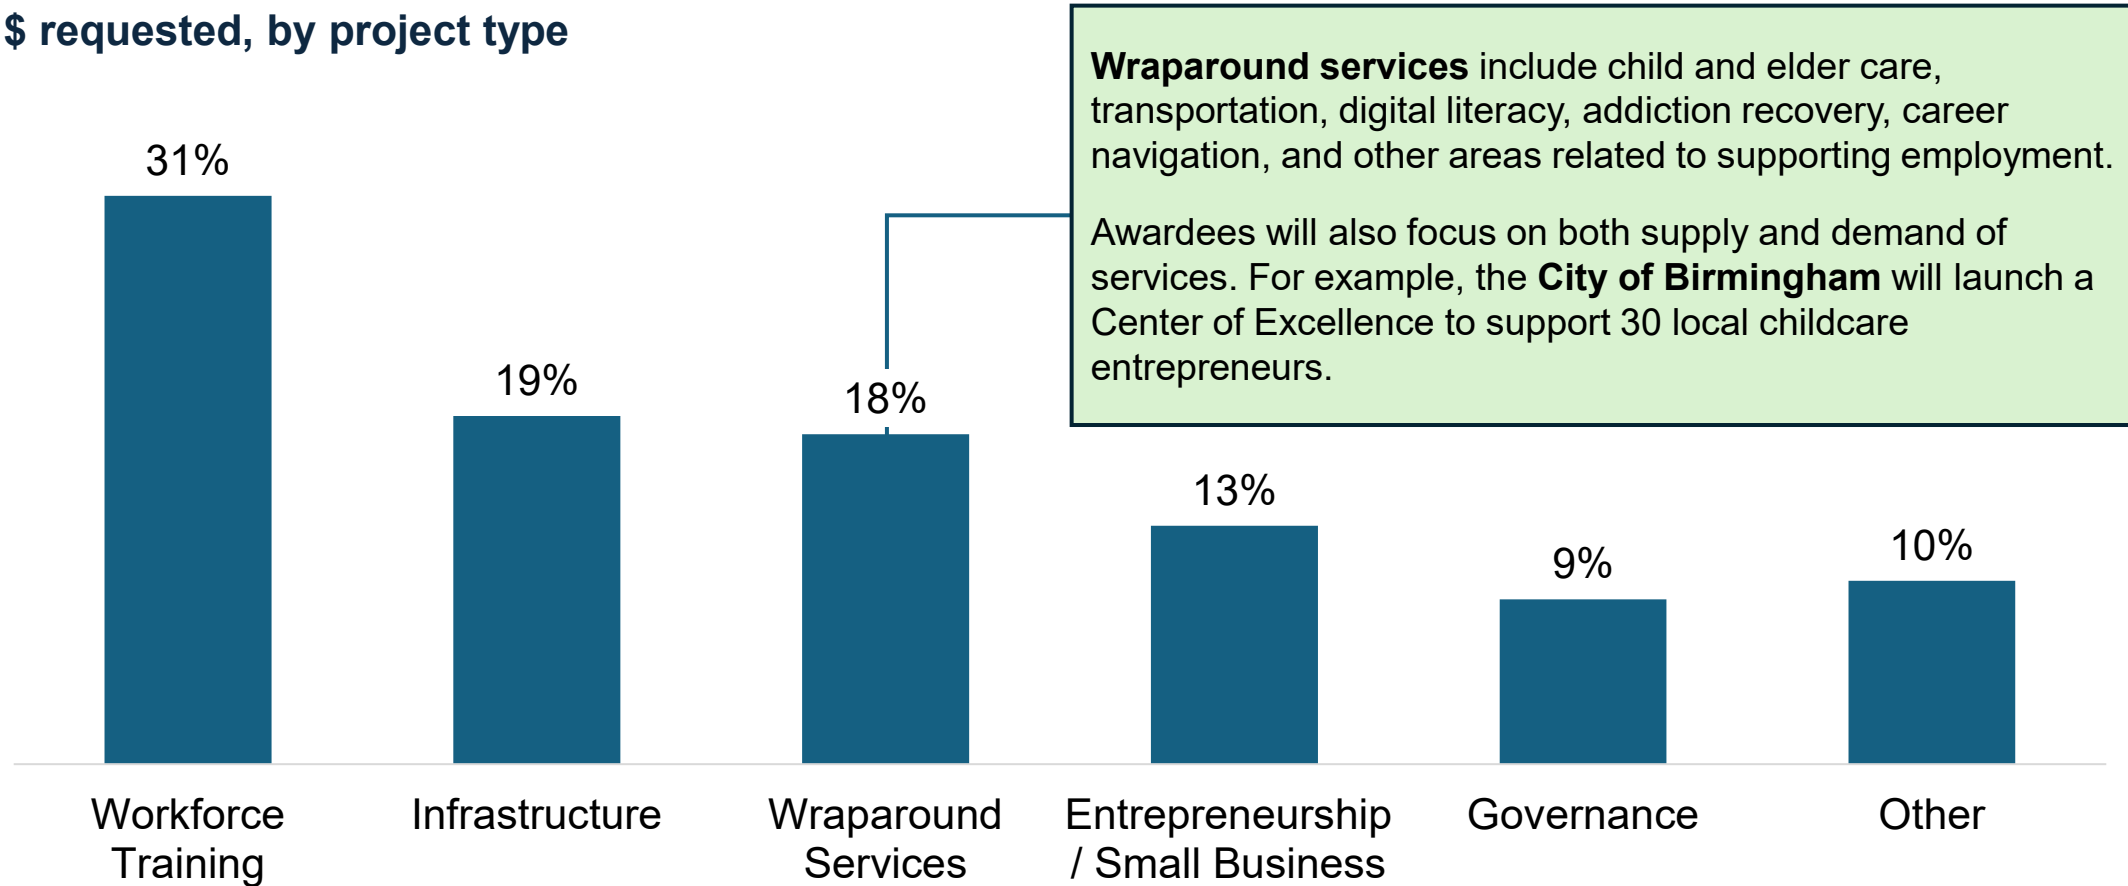 $ requested, by project type
Wraparound services include child and elder care,
transportation, digital literacy, addiction recovery, career
navigation, and other areas related to supporting employment.
Awardees will also focus on both supply and demand of
services. For example, the City of Birmingham will launch a
Center of Excellence to support 30 local childcare
entrepreneurs.
31%
19%
18%
13%
9%
10%
Workforce
Training
Infrastructure
Wraparound
Services
Entrepreneurship
/ Small Business
Governance
Other